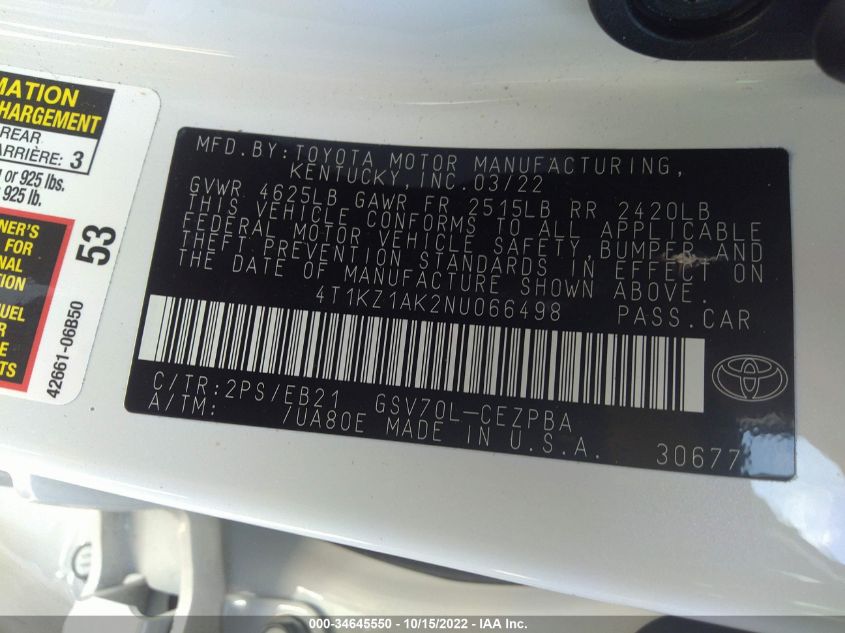 MATION
CHARGEMENT
REAR
ARRIÈRE: 3
or 925 lbs.
925 lb.
NER'S
FOR
NAL
TION
UEL
OR
E
TS
53
42661-06B50
MFD.BY:TOYOTA MOTOR MANUFACTURING,
KENTUCKY, INC.03/22
GVWR 4625LB GAWR FR 2515LB RR 2420LB
THIS VEHICLE CONFORMS TO ALL APPLICABLE
FEDERAL MOTOR VEHICLE SAFETY,BUMPER AND
THEFT PREVENTION STANDARDS IN EFFECT ON
THE DATE OF MANUFACTURE SHOWN ABOVE.
4T1KZ1AK2NU066498 PASS.CAR
C/TR:2PS/EB21 GSV70L-CEZPBA
A/TM: /UA80E MADE IN U.S.A.
30677
000-34645550 - 10/15/2022 - IAA Inc.